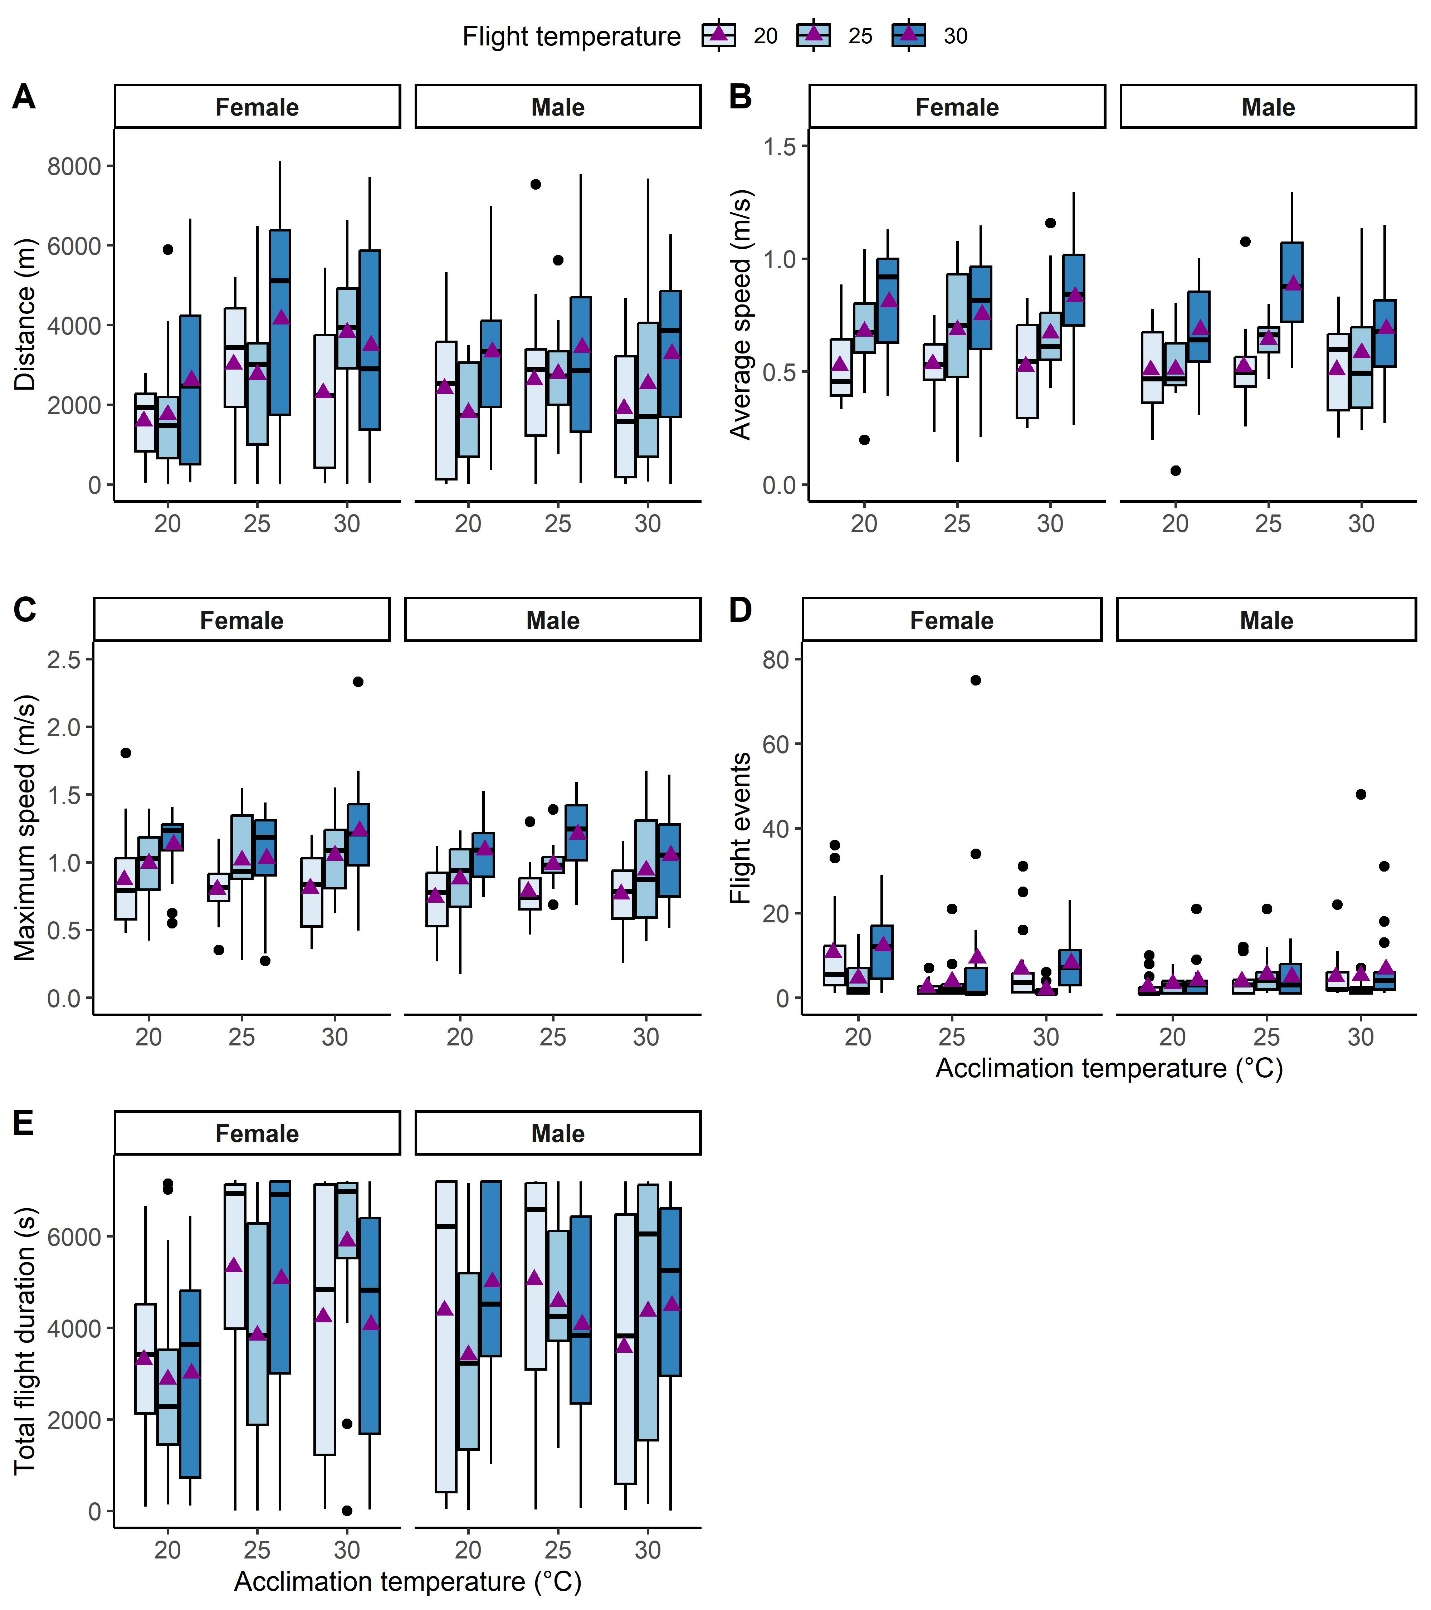 Flight temperature 20 25 30
A
Female Male
Distance (m)
8000
6000
4000
2000
0
20 25 30 20 25 30
B
Female Male
Average speed (m/s)
1.5
1.0
0.5
0.0
20 25 30 20 25 30
C
Female Male
Maximum speed (m/s)
2.5
2.0
1.5
1.0
0.5
0.0
20 25 30 20 25 30
D
Female Male
Flight events
80
60
40
20
0
20 25 30 20 25 30
Acclimation temperature (°C)
E
Female Male
Total flight duration (s)
6000
4000
2000
0
20 25 30 20 25 30
Acclimation temperature (°C)